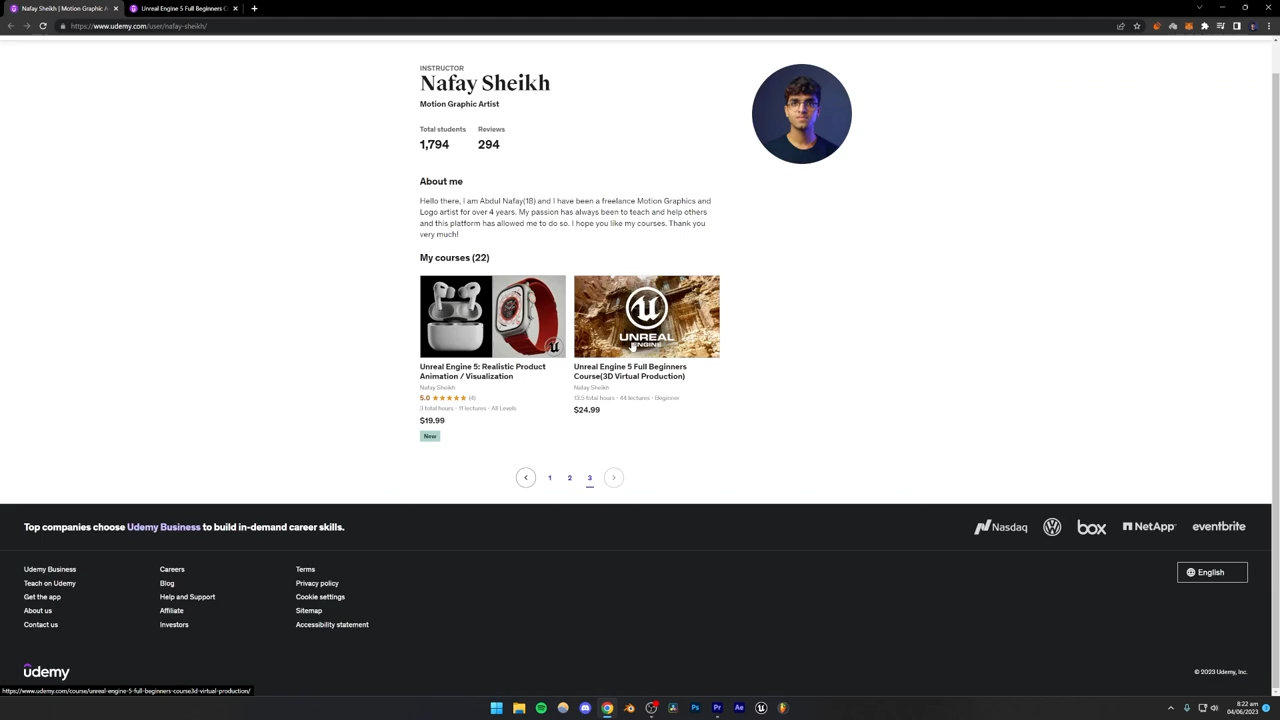 Nafay Sheikh | Motion Graphic A
Unreal Engine 5 Full Beginners C
https://www.udemy.com/user/nafay-sheikh/
INSTRUCTOR
Nafay Sheikh
Motion Graphic Artist
Total students
Reviews
1,794
294
About me
Hello there, I am Abdul Nafay(18) and I have been a freelance Motion Graphics and
Logo artist for over 4 years. My passion has always been to teach and help others
and this platform has allowed me to do so. I hope you like my courses. Thank you
very much!
My courses (22)
UNREAL
ENGINE
Unreal Engine 5: Realistic Product
Animation / Visualization
Nafay Sheikh
5.0 (4)
3 total hours · 11 lectures · All Levels
$19.99
New
Unreal Engine 5 Full Beginners
Course(3D Virtual Production)
Nafay Sheikh
13.5 total hours · 44 lectures · Beginner
$24.99
1 2 3
Top companies choose Udemy Business to build in-demand career skills.
Nasdaq
box
NetApp
eventbrite
Udemy Business
Teach on Udemy
Get the app
About us
Contact us
Careers
Blog
Help and Support
Affiliate
Investors
Terms
Privacy policy
Cookie settings
Sitemap
Accessibility statement
English
udemy
© 2023 Udemy, Inc.
https://www.udemy.com/course/unreal-engine-5-full-beginners-course3d-virtual-production/
Ps
Pr
Ae
8:22 am
04/06/2023